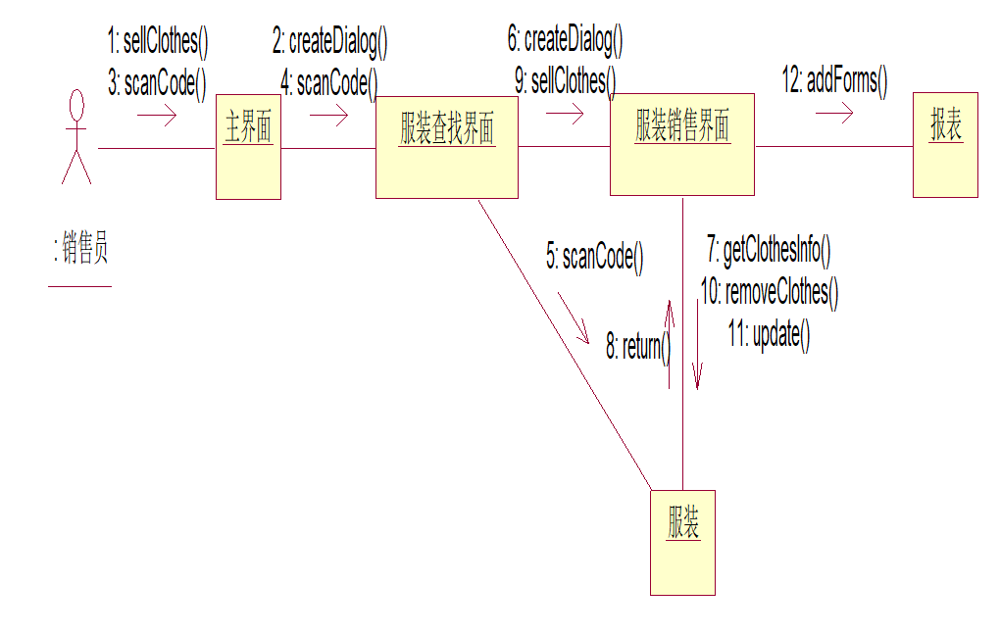 1: sellClothes()
3: scanCode()
2: createDialog()
4: scanCode()
6: createDialog()
9: sellClothes()
12: addForms()
主界面
服装查找界面
服装销售界面
报表
: 销售员
5: scanCode()
7: getClothesInfo()
10: removeClothes()
11: update()
8: return()
服装